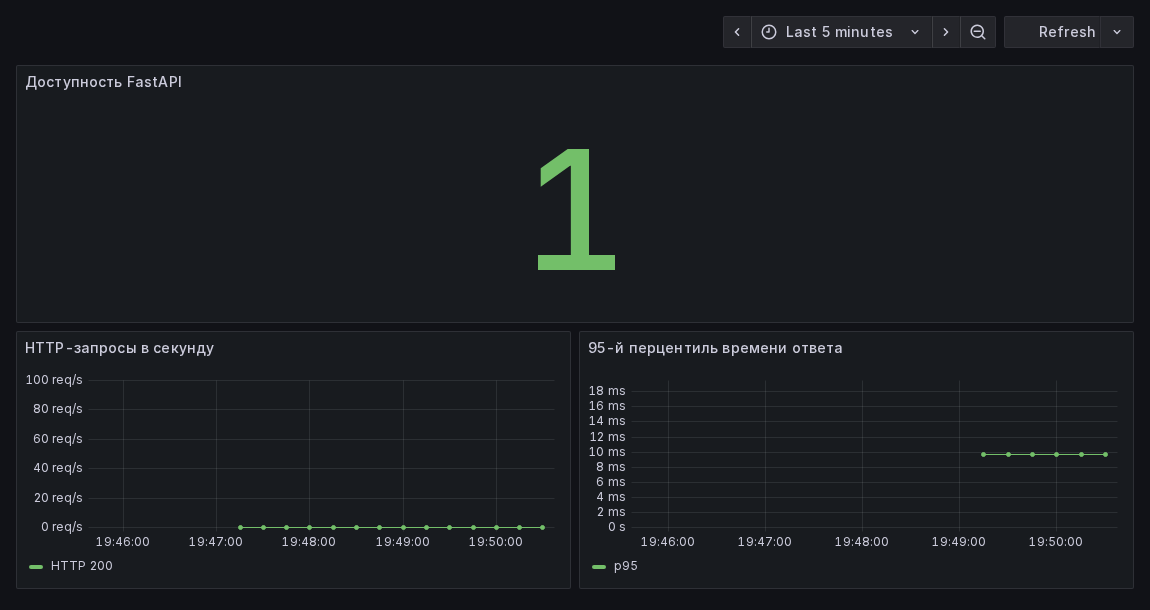 Last 5 minutes
Refresh
Доступность FastAPI
1
HTTP-запросы в секунду
100 req/s
80 req/s
60 req/s
40 req/s
20 req/s
0 req/s
19:46:00 19:47:00 19:48:00 19:49:00 19:50:00
HTTP 200
95-й перцентиль времени ответа
18 ms
16 ms
14 ms
12 ms
10 ms
8 ms
6 ms
4 ms
2 ms
0 s
19:46:00 19:47:00 19:48:00 19:49:00 19:50:00
p95